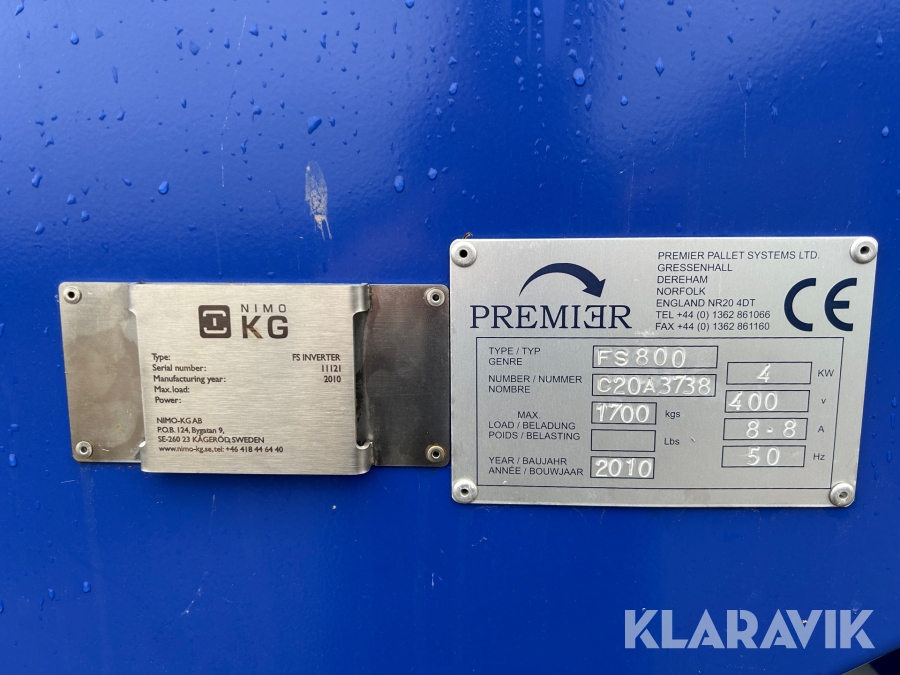 NIMO
KG
Type: FS INVERTER
Serial number: 11121
Manufacturing year: 2010
Max.load:
Power:
NIMO-KG AB
P.O.B. 124, Bygatan 9,
SE-260 23 KÅGERÖD, SWEDEN
www.nimo-kg.se, tel: +46 418 44 64 40
PREMIER
PREMIER PALLET SYSTEMS LTD.
GRESSENHALL
DEREHAM
NORFOLK
ENGLAND NR20 4DT
TEL +44 (0) 1362 861066
FAX +44 (0) 1362 861160
CE
TYPE / TYP
GENRE
FS800
NUMBER / NUMMER
NOMBRE
C20A3738
MAX.
LOAD / BELADUNG
POIDS / BELASTING
1700 kgs
Lbs
YEAR / BAUJAHR
ANNÉE / BOUWJAAR
2010
4 KW
400 v
8-8 A
50 Hz
KLARAVIK